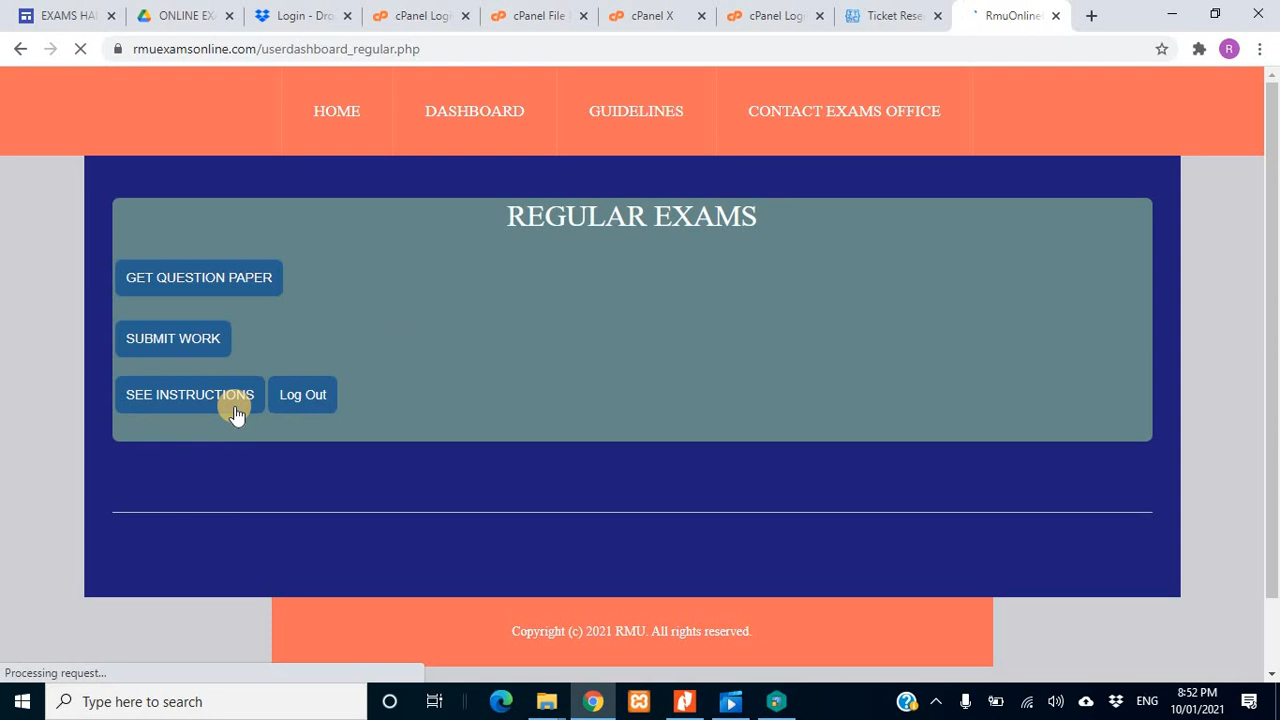 EXAMS HA
ONLINE EX
Login - Dro
cPanel Logi
cPanel File
cPanel X
cPanel Log
Ticket Rese
RmuOnline
rmuexamsonline.com/userdashboard_regular.php
R
HOME
DASHBOARD
GUIDELINES
CONTACT EXAMS OFFICE
REGULAR EXAMS
GET QUESTION PAPER
SUBMIT WORK
SEE INSTRUCTIONS
Log Out
Copyright (c) 2021 RMU. All rights reserved.
Processing request...
Type here to search
ENG
8:52 PM
10/01/2021